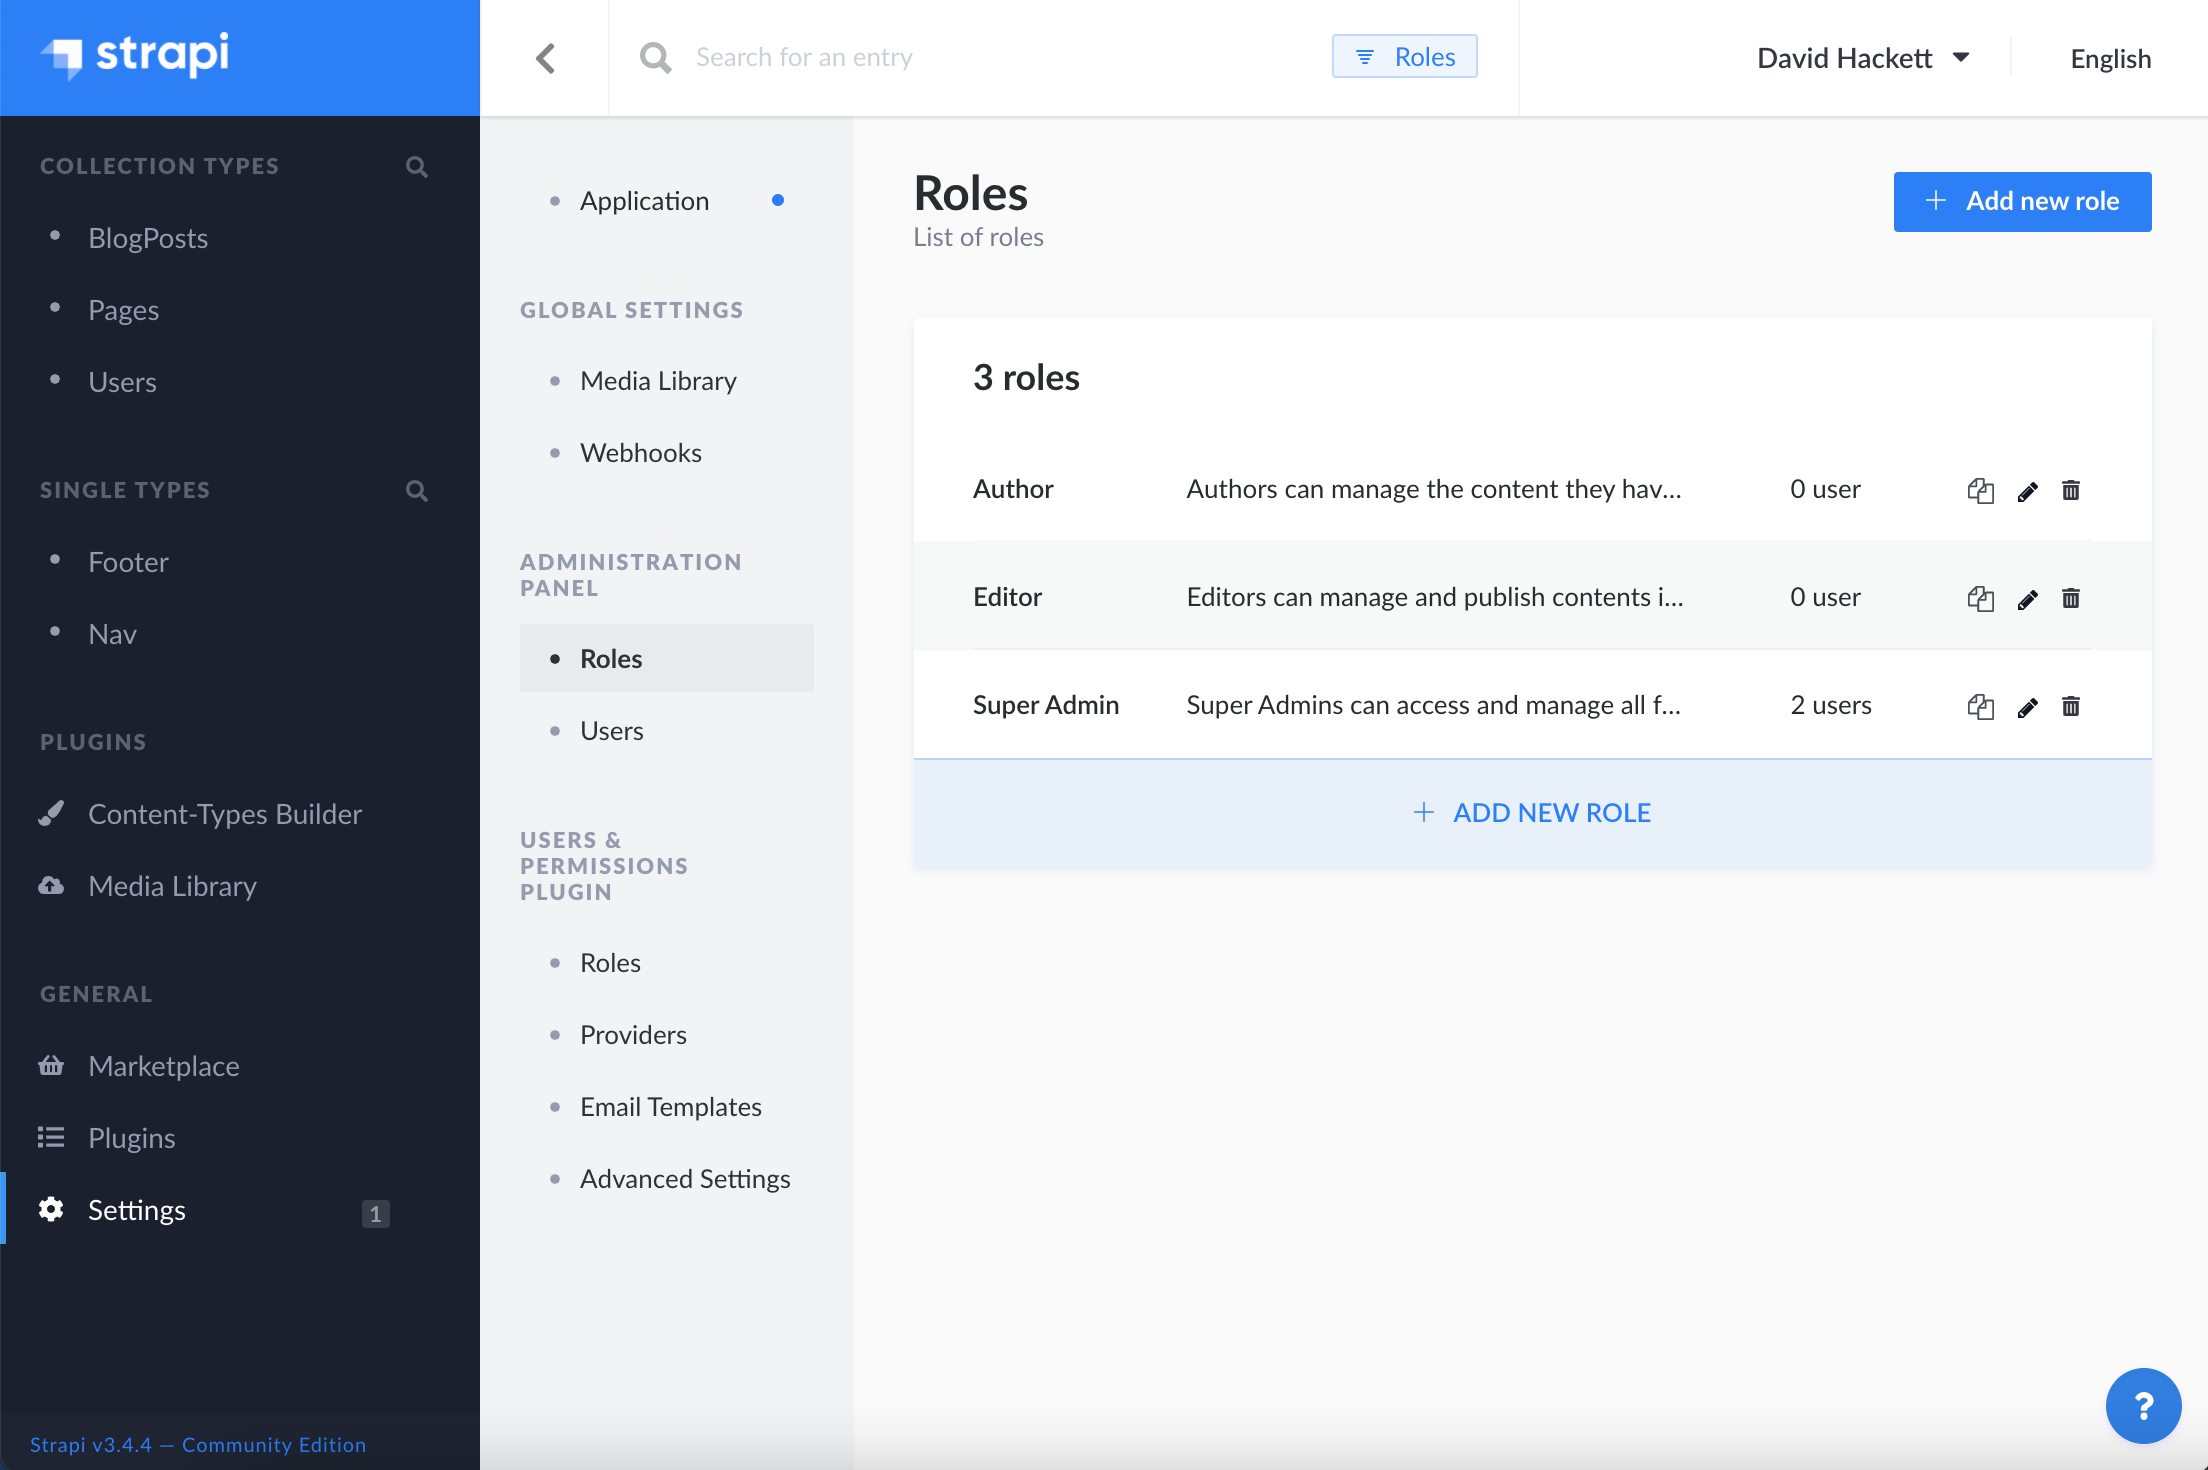 strapi
Search for an entry
Roles
David Hackett
English
COLLECTION TYPES
BlogPosts
Pages
Users
SINGLE TYPES
Footer
Nav
PLUGINS
Content-Types Builder
Media Library
GENERAL
Marketplace
Plugins
Settings
1
Strapi v3.4.4 — Community Edition
Application
GLOBAL SETTINGS
Media Library
Webhooks
ADMINISTRATION
PANEL
Roles
Users
USERS &
PERMISSIONS
PLUGIN
Roles
Providers
Email Templates
Advanced Settings
Roles
List of roles
Add new role
3 roles
Author Authors can manage the content they hav... 0 user
Editor Editors can manage and publish contents i... 0 user
Super Admin Super Admins can access and manage all f... 2 users
ADD NEW ROLE
?